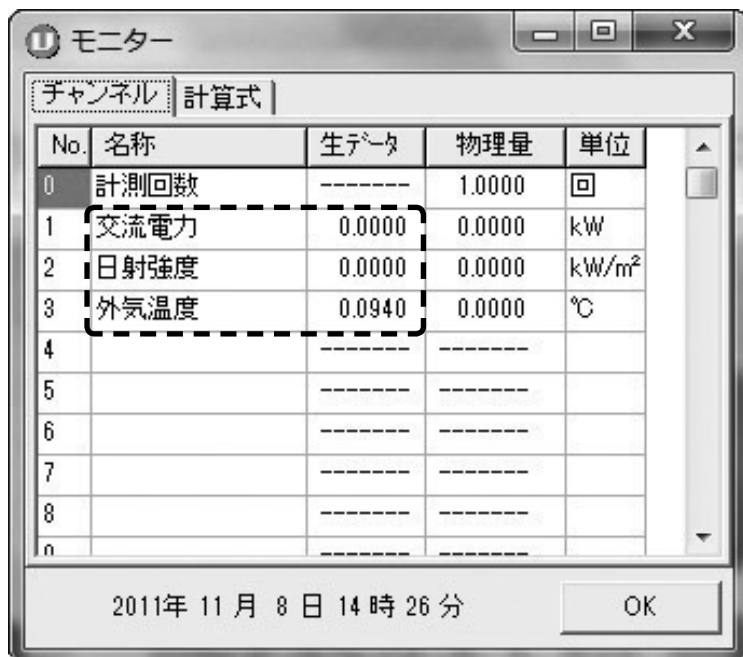 モニター
チャンネル 計算式
No. 名称 生データ 物理量 単位
0 計測回数 ------- 1.0000 回
1 交流電力 0.0000 0.0000 kW
2 日射強度 0.0000 0.0000 kW/m²
3 外気温度 0.0940 0.0000 ℃
4 ------- -------
5 ------- -------
6 ------- -------
7 ------- -------
8 ------- -------
2011年 11 月 8 日 14 時 26 分 OK